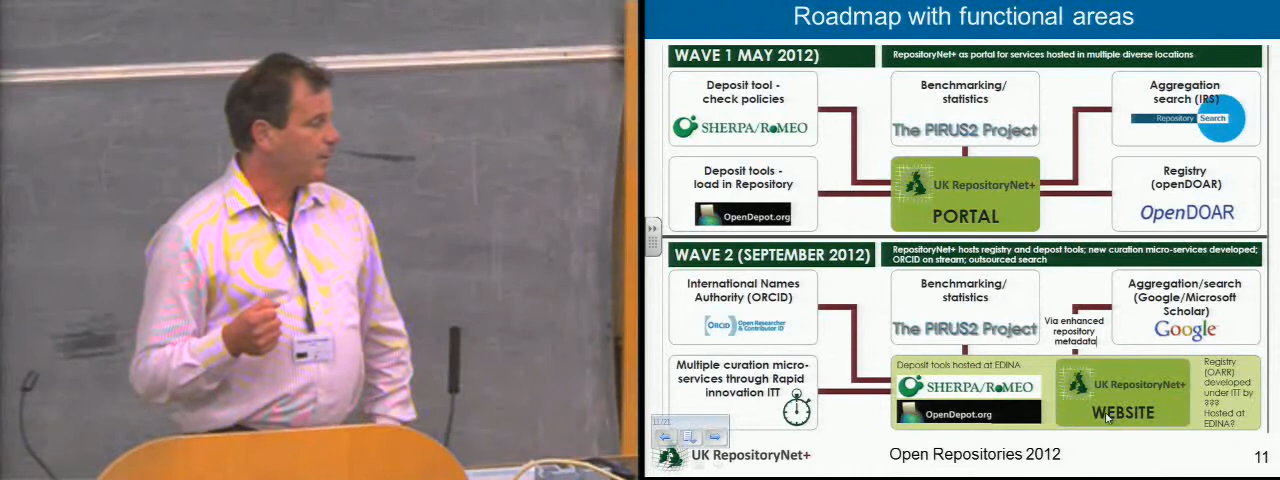 Roadmap with functional areas
WAVE 1 MAY 2012)
RepositoryNet+ as portal for services hosted in multiple diverse locations
Deposit tool -
check policies
SHERPA/RoMEO
Benchmarking/
statistics
The PIRUS2 Project
Aggregation
search (IRS)
Repository Search
Deposit tools -
load in Repository
OpenDepot.org
UK RepositoryNet+
PORTAL
Registry
(openDOAR)
OpenDOAR
WAVE 2 (SEPTEMBER 2012)
RepositoryNet+ hosts registry and depost tools; new curation micro-services developed;
ORCID on stream; outsourced search
International Names
Authority (ORCID)
ORCID Open Researcher
& Contributor ID
Benchmarking/
statistics
The PIRUS2 Project
Via enhanced
repository
metadata
Aggregation/search
(Google/Microsoft
Scholar)
Google
Multiple curation micro-
services through Rapid
innovation ITT
Deposit tools hosted at EDINA
SHERPA/RoMEO
OpenDepot.org
UK RepositoryNet+
WEBSITE
Registry
(OARR)
developed
under ITT by
???
Hosted at
EDINA?
11/21
UK RepositoryNet+
Open Repositories 2012
11